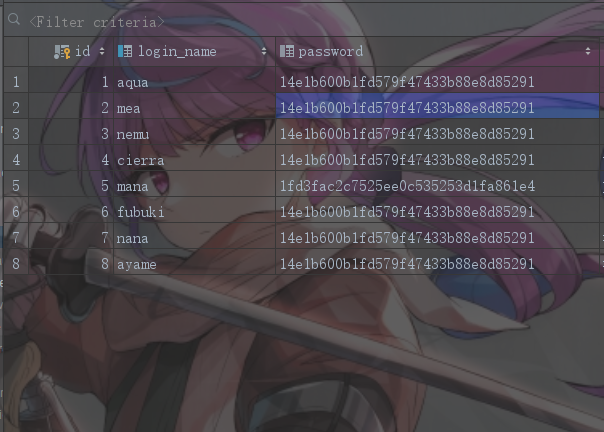 <Filter criteria>
id login_name password
1 1 aqua 14e1b600b1fd579f47433b88e8d85291
2 2 mea 14e1b600b1fd579f47433b88e8d85291
3 3 nemu 14e1b600b1fd579f47433b88e8d85291
4 4 cierra 14e1b600b1fd579f47433b88e8d85291
5 5 mana 1fd3fac2c7525ee0c535253d1fa861e4
6 6 fubuki 14e1b600b1fd579f47433b88e8d85291
7 7 nana 14e1b600b1fd579f47433b88e8d85291
8 8 ayame 14e1b600b1fd579f47433b88e8d85291